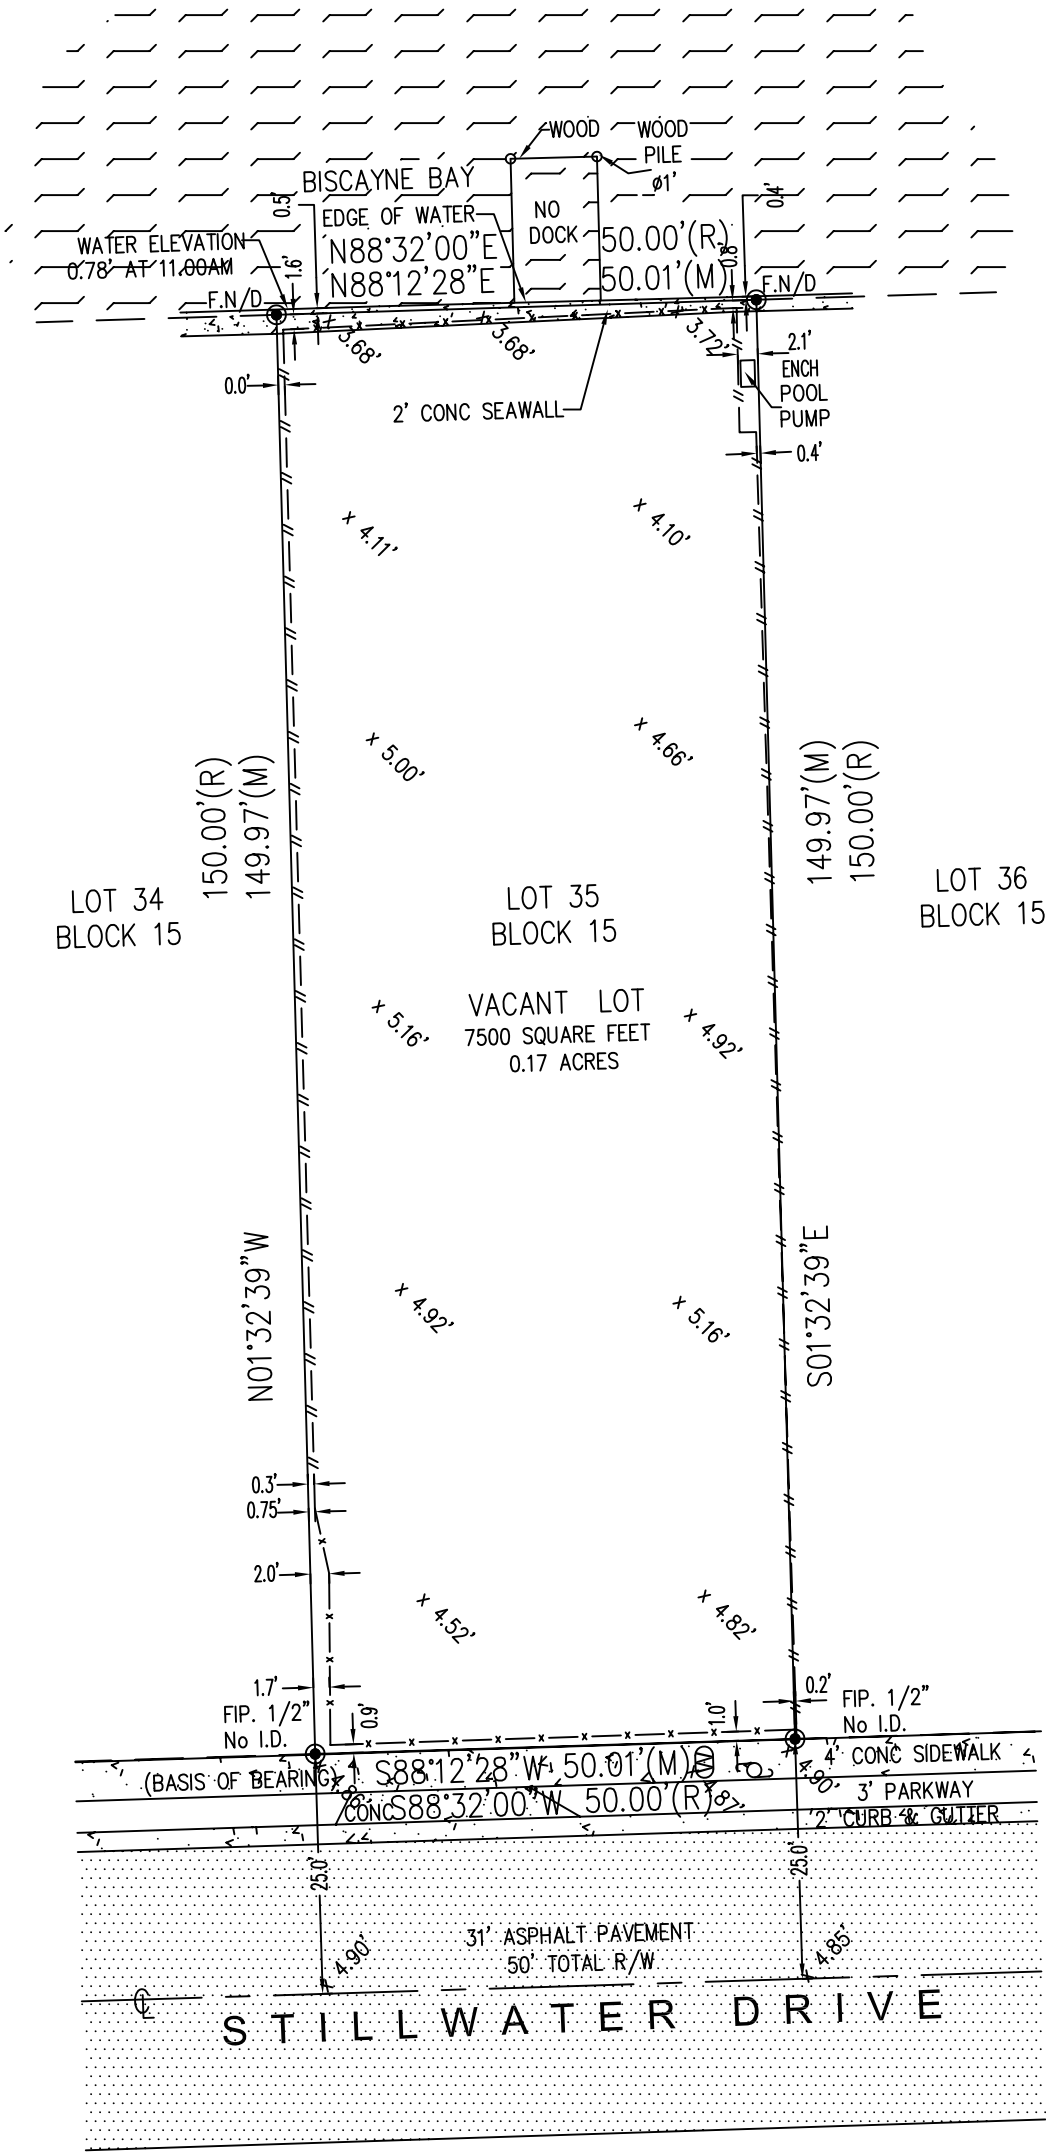 WOOD
WOOD
PILE
ø1'
BISCAYNE BAY
0.5'
0.4'
EDGE OF WATER
NO
DOCK
WATER ELEVATION
0.78' AT 11.00AM
N88°32'00"E
50.00'(R)
N88°12'28"E
50.01'(M)
0.8'
1.6'
F.N/D
F.N/D
3.68'
3.68'
3.72'
2.1'
ENCH
POOL
PUMP
0.0'
2' CONC SEAWALL
0.4'
x 4.11'
x 4.10'
x 5.00'
x 4.66'
150.00'(R)
149.97'(M)
149.97'(M)
150.00'(R)
LOT 34
BLOCK 15
LOT 35
BLOCK 15
LOT 36
BLOCK 15
VACANT LOT
7500 SQUARE FEET
0.17 ACRES
x 5.16'
x 4.92'
N01°32'39"W
S01°32'39"E
x 4.92'
x 5.16'
0.3'
0.75'
2.0'
x 4.52'
x 4.82'
1.7'
0.9'
1.0'
0.2'
FIP. 1/2"
No I.D.
FIP. 1/2"
No I.D.
(BASIS OF BEARING)
S88°12'28"W 50.01'(M)
4' CONC SIDEWALK
4.90'
CONC
S88°32'00"W 50.00'(R)
3' PARKWAY
2' CURB & GUTTER
25.0'
25.0'
31' ASPHALT PAVEMENT
50' TOTAL R/W
4.90'
4.85'
STILLWATER DRIVE